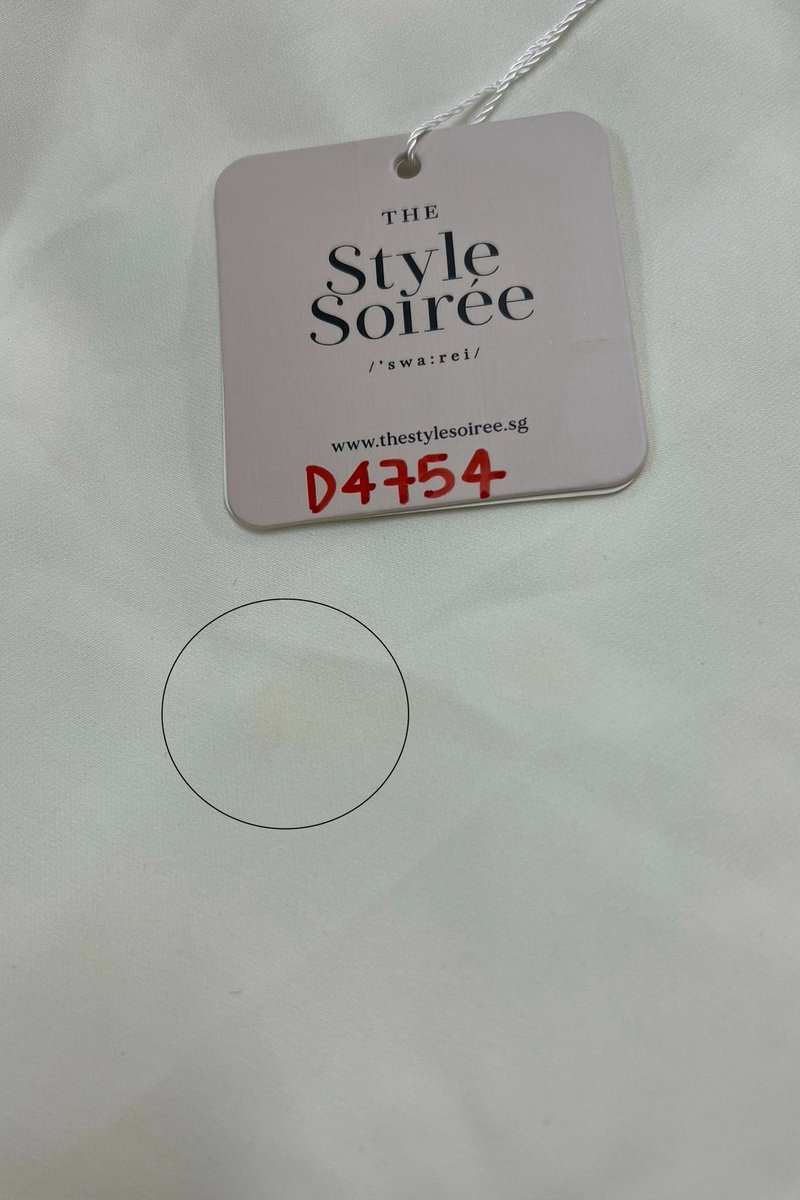 THE
Style
Soirée
/'swa:rei/
www.thestylesoiree.sg
D4754